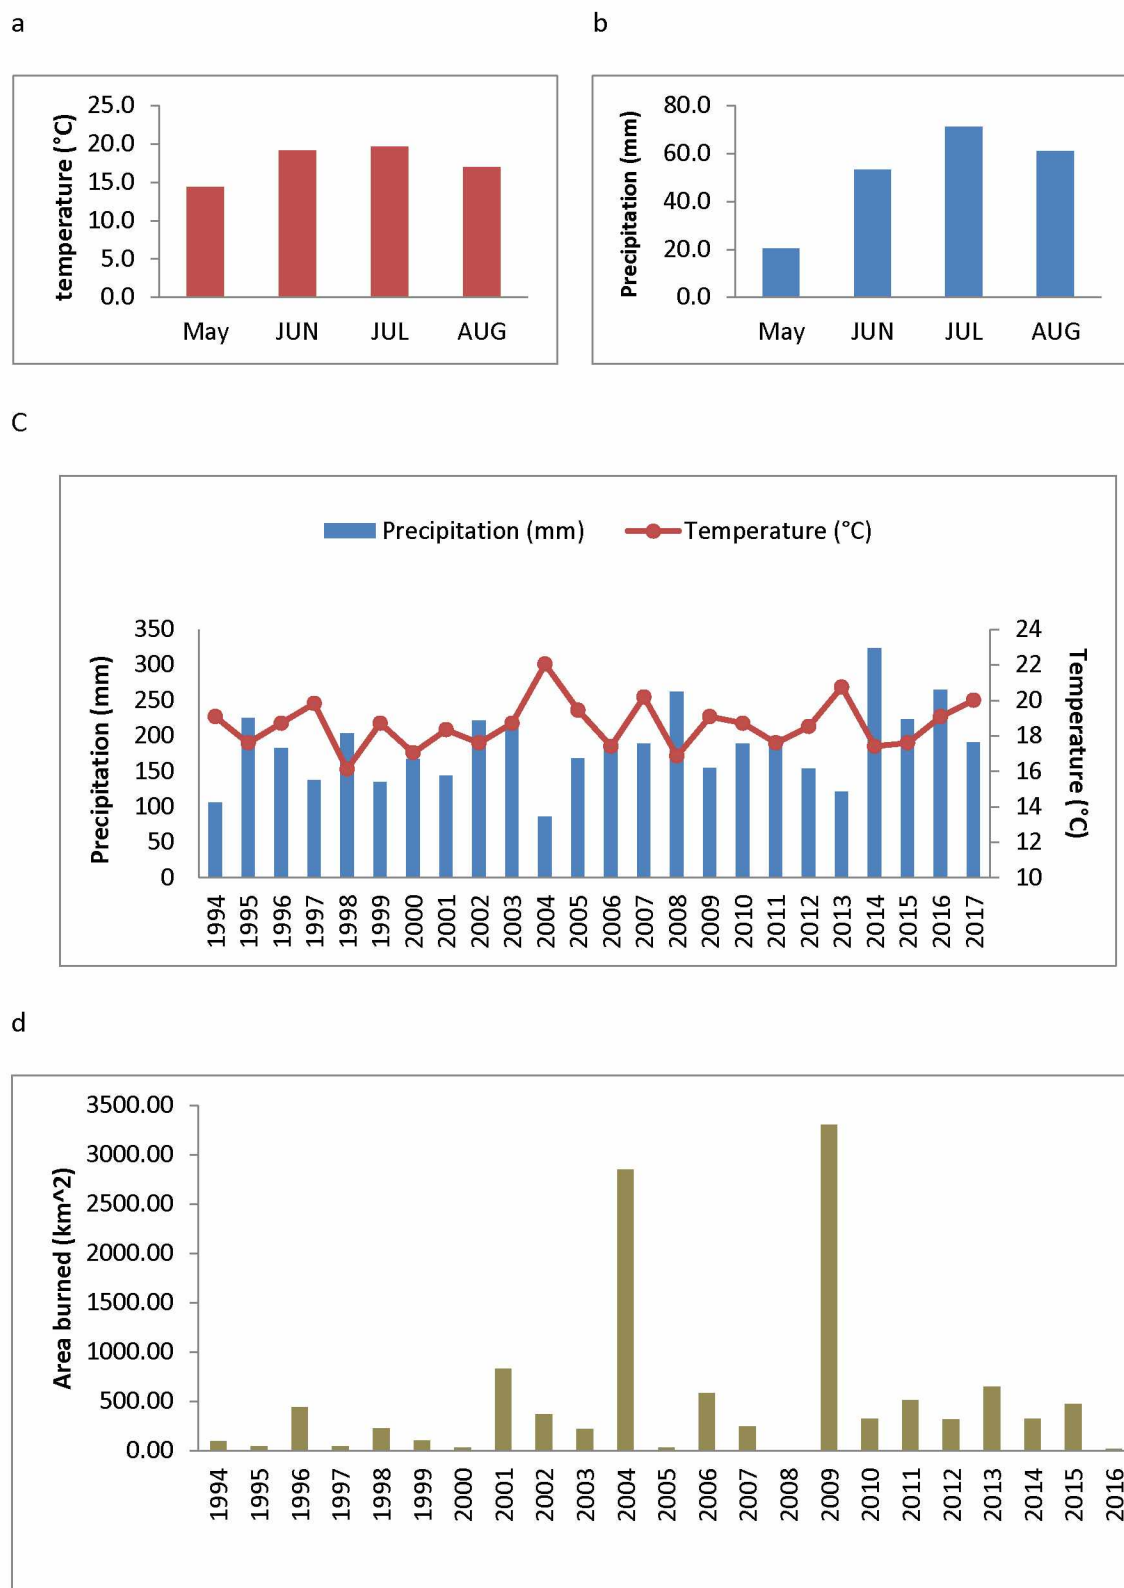 a
b
temperature (°C)
25.0
20.0
15.0
10.0
5.0
0.0
May JUN JUL AUG
Precipitation (mm)
80.0
60.0
40.0
20.0
0.0
May JUN JUL AUG
C
Precipitation (mm) Temperature (°C)
Precipitation (mm)
350
300
250
200
150
100
50
0
24
22
20
18
16
14
12
10
Temperature (°C)
1994 1995 1996 1997 1998 1999 2000 2001 2002 2003 2004 2005 2006 2007 2008 2009 2010 2011 2012 2013 2014 2015 2016 2017
d
Area burned (km^2)
3500.00
3000.00
2500.00
2000.00
1500.00
1000.00
500.00
0.00
1994 1995 1996 1997 1998 1999 2000 2001 2002 2003 2004 2005 2006 2007 2008 2009 2010 2011 2012 2013 2014 2015 2016